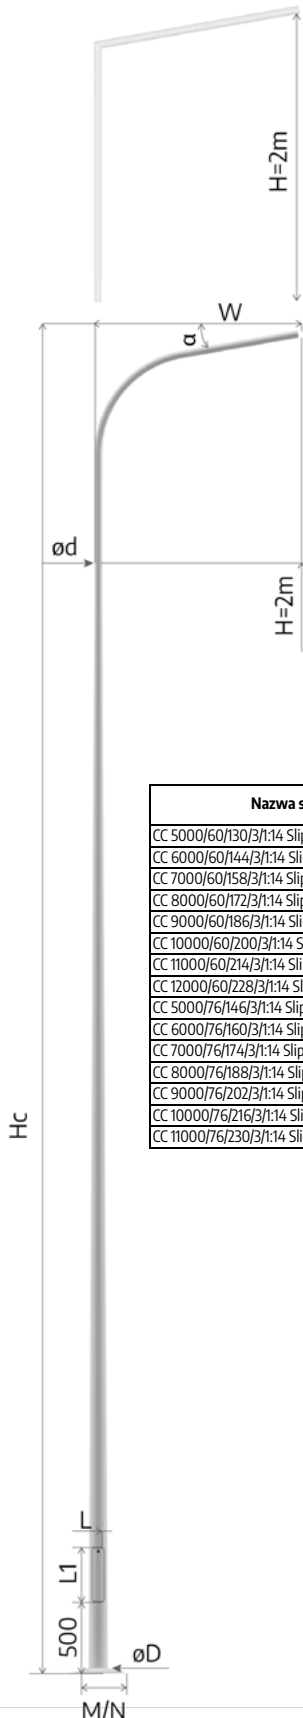 H=2m
W
α
ød
H=2m
Nazwa s
CC 5000/60/130/3/1:14 Slip
CC 6000/60/144/3/1:14 Sli
CC 7000/60/158/3/1:14 Slip
CC 8000/60/172/3/1:14 Slip
CC 9000/60/186/3/1:14 Sli
CC 10000/60/200/3/1:14 S
CC 11000/60/214/3/1:14 Sli
CC 12000/60/228/3/1:14 Sl
CC 5000/76/146/3/1:14 Slip
CC 6000/76/160/3/1:14 Slip
CC 7000/76/174/3/1:14 Slip
CC 8000/76/188/3/1:14 Slip
CC 9000/76/202/3/1:14 Slip
CC 10000/76/216/3/1:14 Sli
CC 11000/76/230/3/1:14 Sli
Hc
L
L1
500
øD
M/N